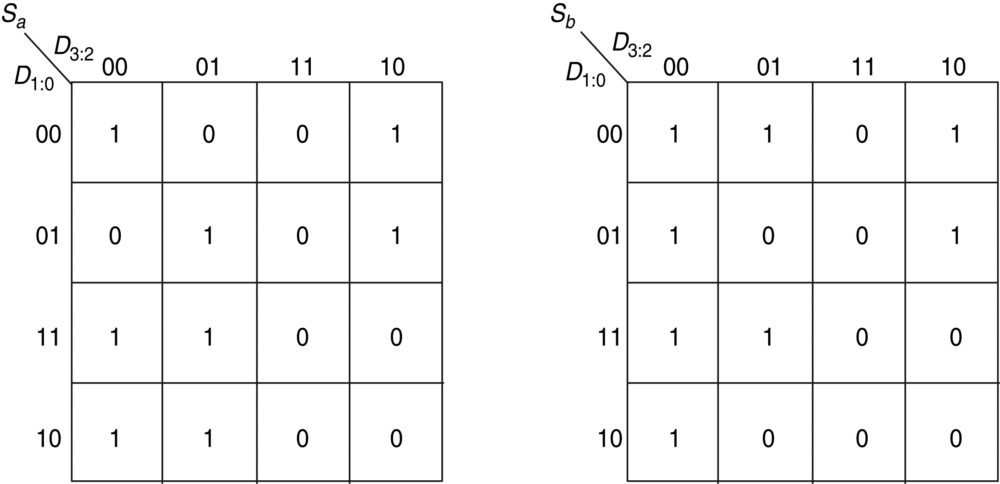 Sa
D3:2
D1:0
00 01 11 10
00 1 0 0 1
01 0 1 0 1
11 1 1 0 0
10 1 1 0 0
Sb
D3:2
D1:0
00 01 11 10
00 1 1 0 1
01 1 0 0 1
11 1 1 0 0
10 1 0 0 0